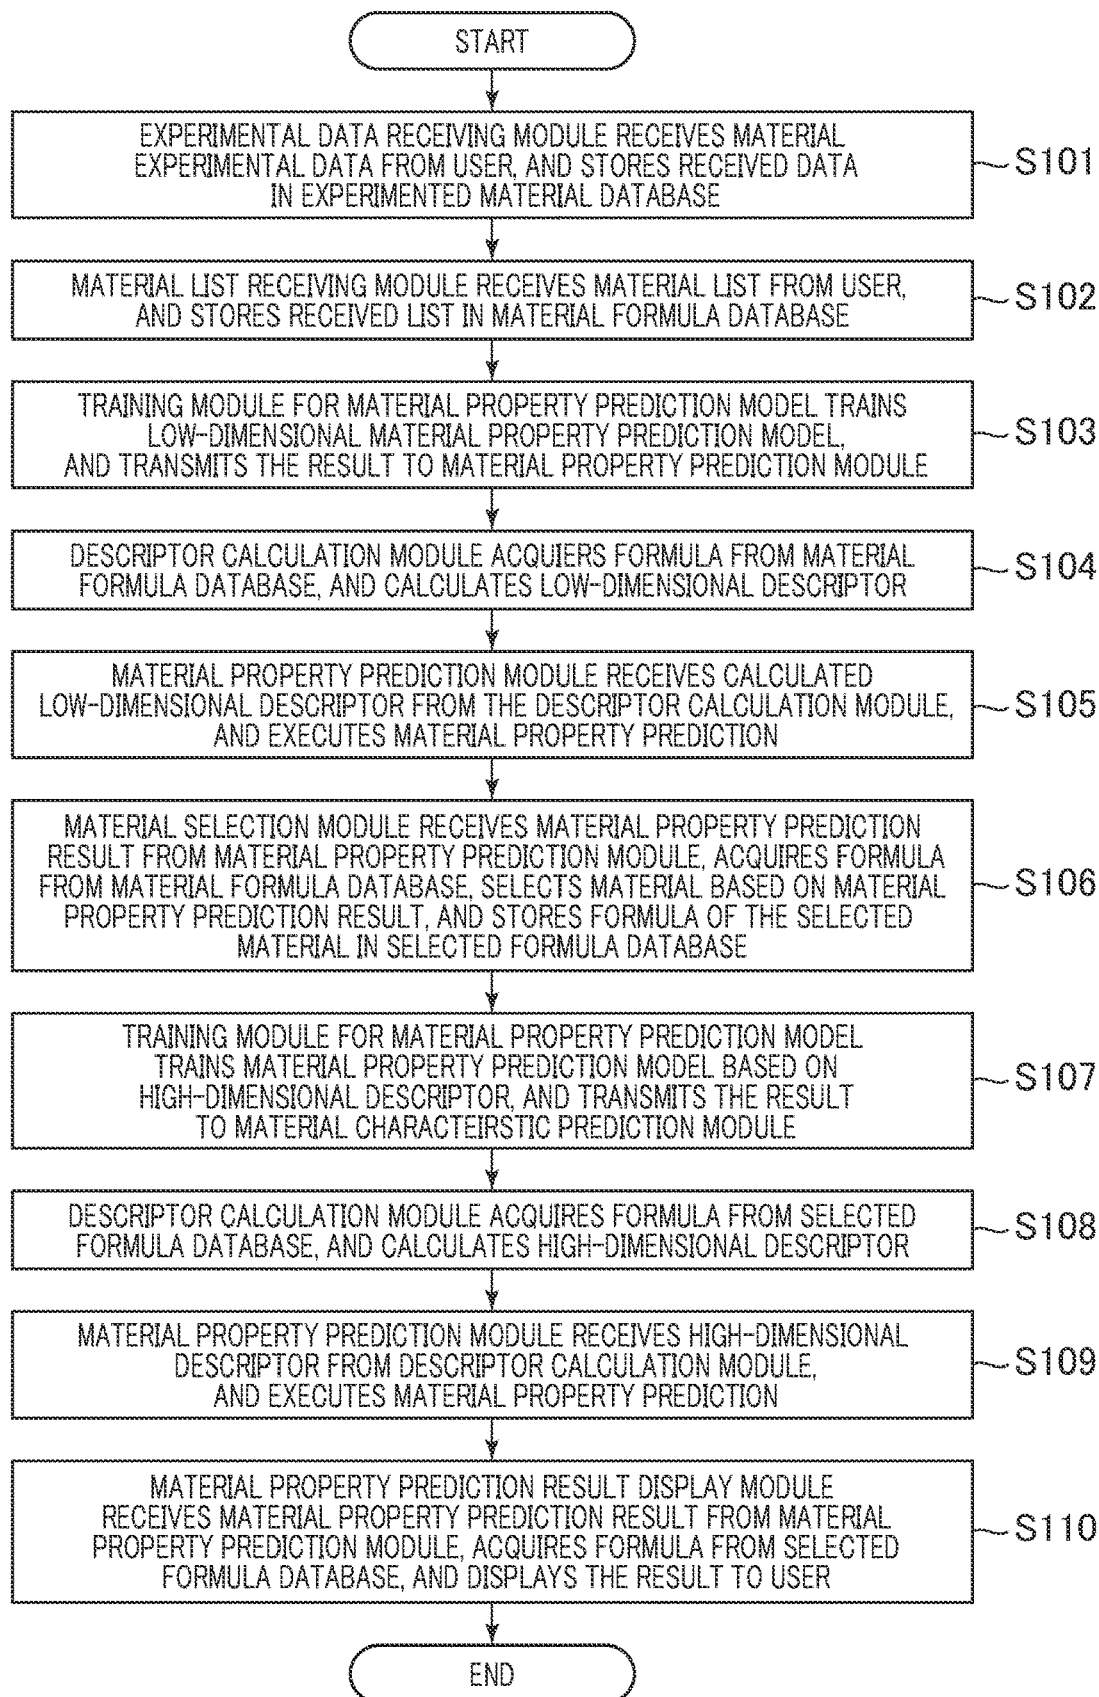 START
EXPERIMENTAL DATA RECEIVING MODULE RECEIVES MATERIAL
EXPERIMENTAL DATA FROM USER, AND STORES RECEIVED DATA
IN EXPERIMENTED MATERIAL DATABASE
S101
MATERIAL LIST RECEIVING MODULE RECEIVES MATERIAL LIST FROM USER,
AND STORES RECEIVED LIST IN MATERIAL FORMULA DATABASE
S102
TRAINING MODULE FOR MATERIAL PROPERTY PREDICTION MODEL TRAINS
LOW-DIMENSIONAL MATERIAL PROPERTY PREDICTION MODEL,
AND TRANSMITS THE RESULT TO MATERIAL PROPERTY PREDICTION MODULE
S103
DESCRIPTOR CALCULATION MODULE ACQUIERS FORMULA FROM MATERIAL
FORMULA DATABASE, AND CALCULATES LOW-DIMENSIONAL DESCRIPTOR
S104
MATERIAL PROPERTY PREDICTION MODULE RECEIVES CALCULATED
LOW-DIMENSIONAL DESCRIPTOR FROM THE DESCRIPTOR CALCULATION MODULE,
AND EXECUTES MATERIAL PROPERTY PREDICTION
S105
MATERIAL SELECTION MODULE RECEIVES MATERIAL PROPERTY PREDICTION
RESULT FROM MATERIAL PROPERTY PREDICTION MODULE, ACQUIRES FORMULA
FROM MATERIAL FORMULA DATABASE, SELECTS MATERIAL BASED ON MATERIAL
PROPERTY PREDICTION RESULT, AND STORES FORMULA OF THE SELECTED
MATERIAL IN SELECTED FORMULA DATABASE
S106
TRAINING MODULE FOR MATERIAL PROPERTY PREDICTION MODEL
TRAINS MATERIAL PROPERTY PREDICTION MODEL BASED ON
HIGH-DIMENSIONAL DESCRIPTOR, AND TRANSMITS THE RESULT
TO MATERIAL CHARACTEIRSTIC PREDICTION MODULE
S107
DESCRIPTOR CALCULATION MODULE ACQUIRES FORMULA FROM SELECTED
FORMULA DATABASE, AND CALCULATES HIGH-DIMENSIONAL DESCRIPTOR
S108
MATERIAL PROPERTY PREDICTION MODULE RECEIVES HIGH-DIMENSIONAL
DESCRIPTOR FROM DESCRIPTOR CALCULATION MODULE,
AND EXECUTES MATERIAL PROPERTY PREDICTION
S109
MATERIAL PROPERTY PREDICTION RESULT DISPLAY MODULE
RECEIVES MATERIAL PROPERTY PREDICTION RESULT FROM MATERIAL
PROPERTY PREDICTION MODULE, ACQUIRES FORMULA FROM SELECTED
FORMULA DATABASE, AND DISPLAYS THE RESULT TO USER
S110
END